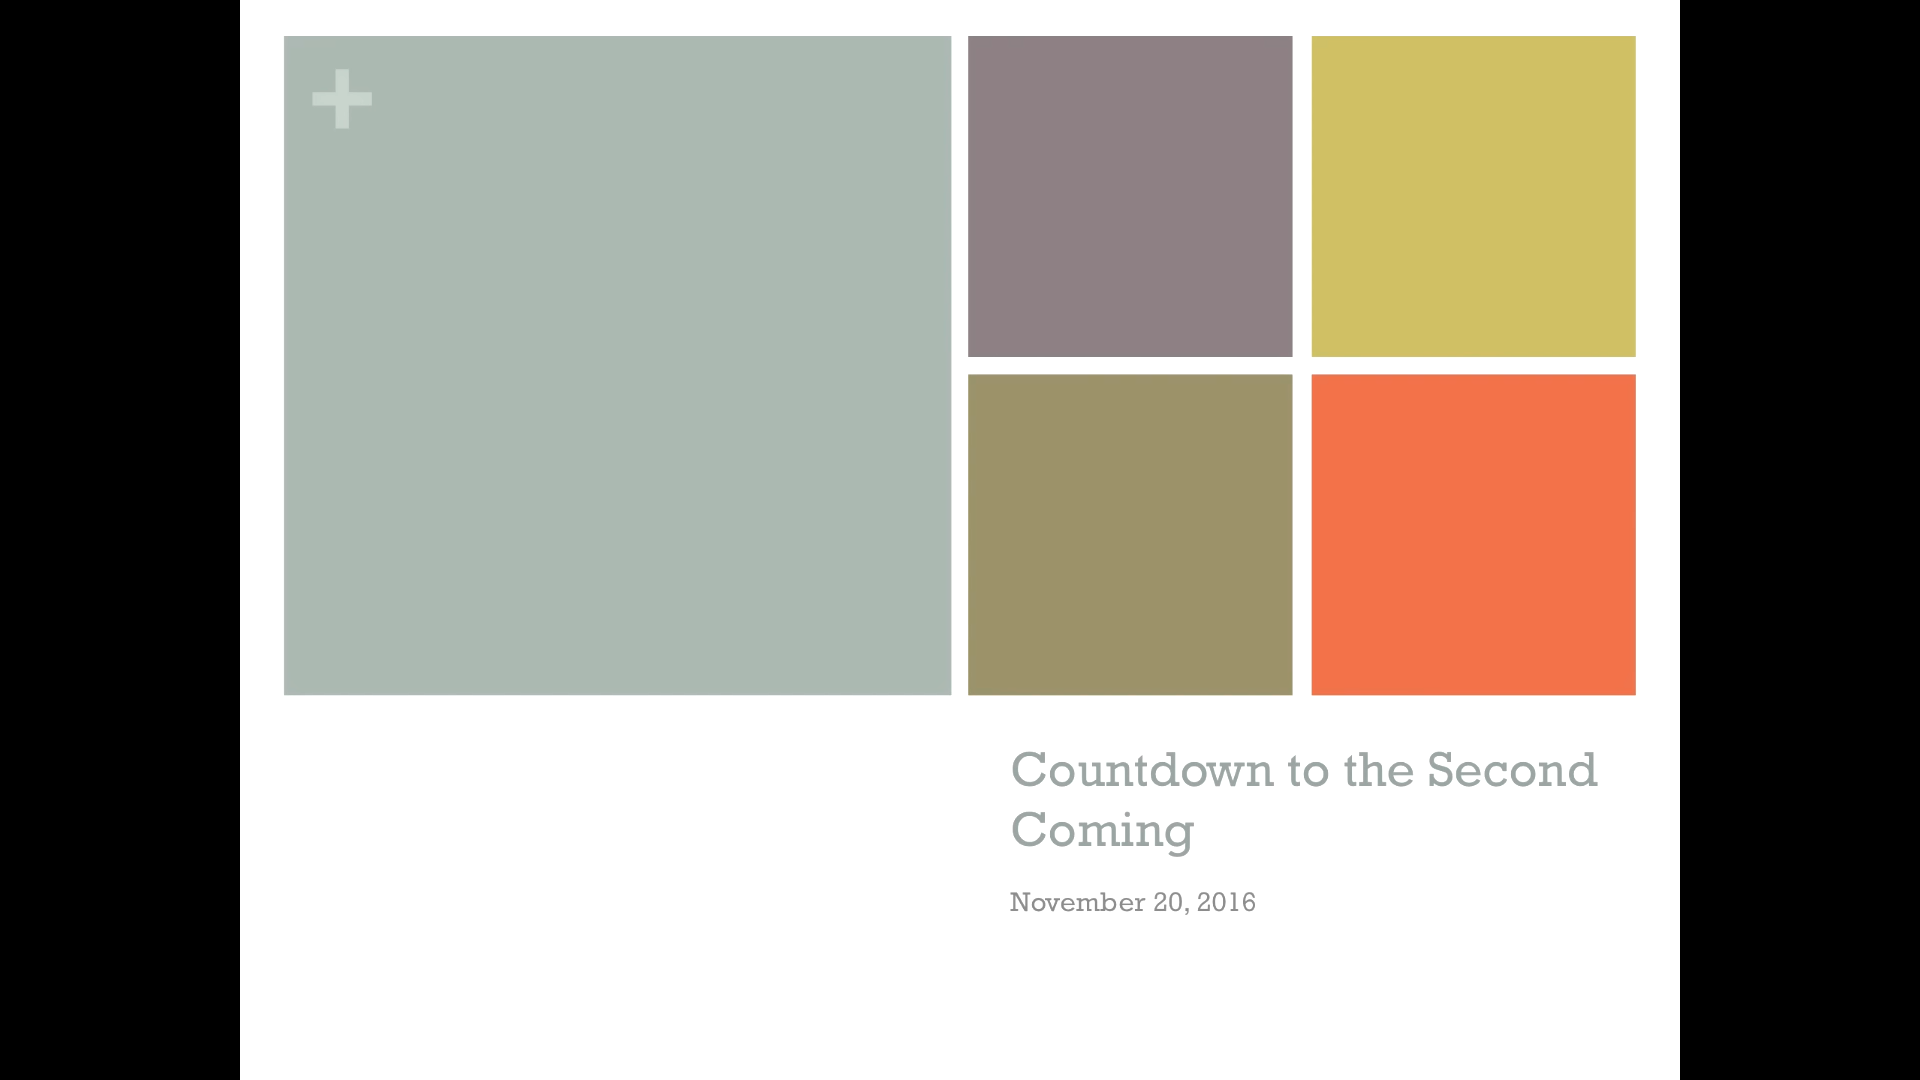 +
Countdown to the Second
Coming
November 20, 2016